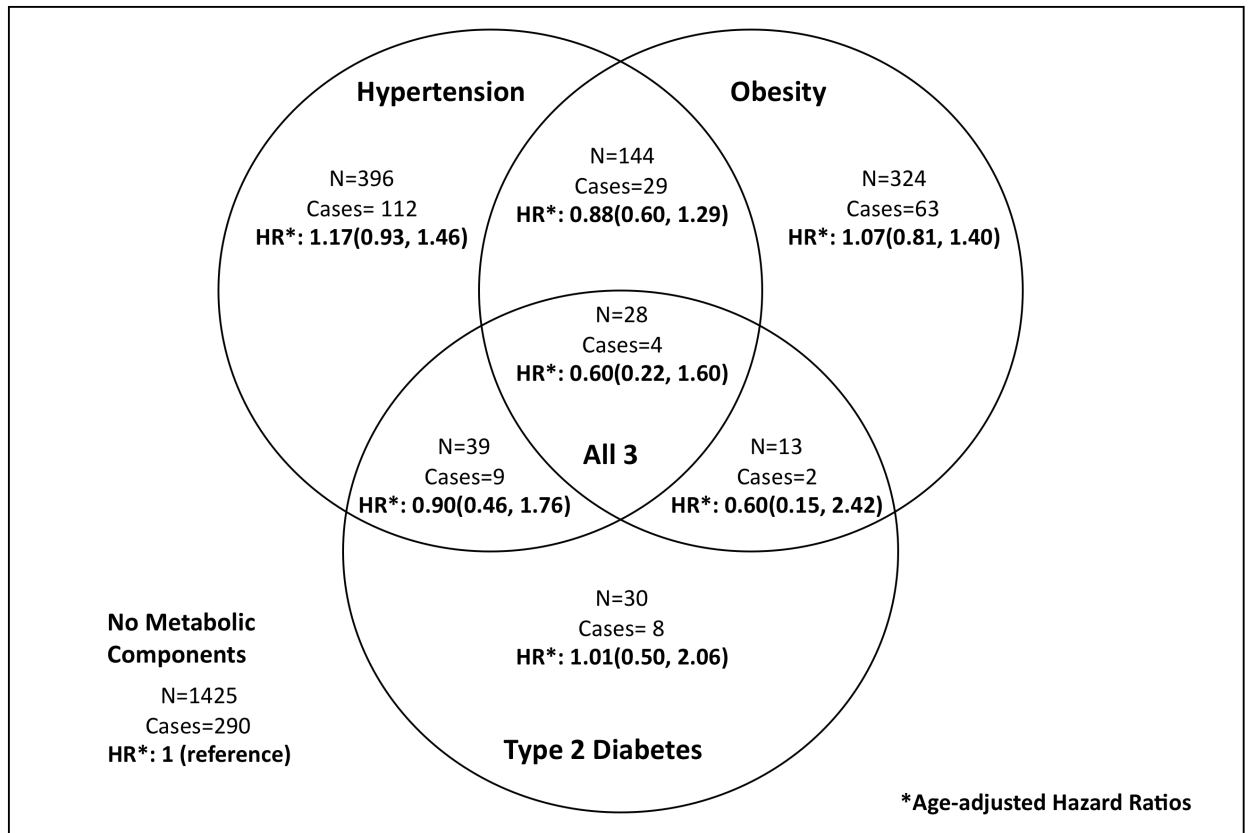 Hypertension
Obesity
N=396
Cases= 112
HR*: 1.17(0.93, 1.46)
N=144
Cases=29
HR*: 0.88(0.60, 1.29)
N=324
Cases=63
HR*: 1.07(0.81, 1.40)
N=28
Cases=4
HR*: 0.60(0.22, 1.60)
All 3
N=39
Cases=9
HR*: 0.90(0.46, 1.76)
N=13
Cases=2
HR*: 0.60(0.15, 2.42)
N=30
Cases= 8
HR*: 1.01(0.50, 2.06)
Type 2 Diabetes
No Metabolic
Components
N=1425
Cases=290
HR*: 1 (reference)
*Age-adjusted Hazard Ratios